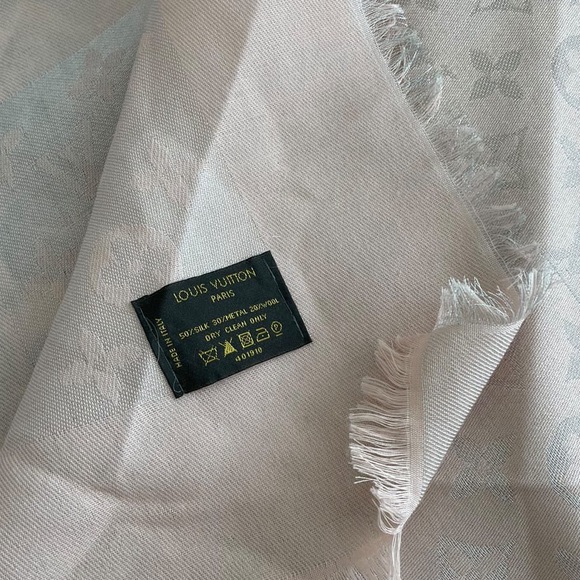 LOUIS VUITTON
PARIS
50%SILK 30%METAL 20%WOOL
DRY CLEAN ONLY
401910
MADE IN ITALY